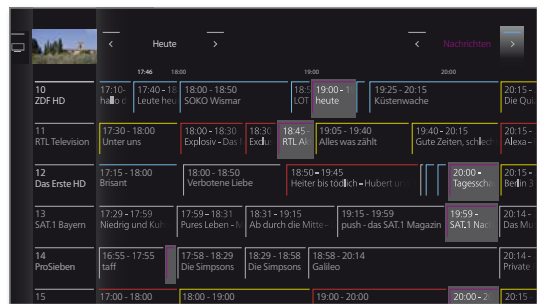 < Heute > < Nachrichten >
17:46 18:00 19:00 20:00
10 17:10- 17:40 - 18 18:00 - 18:50 18:5 19:00 - 1 19:25 - 20:15 20:15 -
ZDF HD hallo Leute heu SOKO Wismar LOT heute Küstenwache Die Qui
11 17:30 - 18:00 18:00 - 18:30 18:30 18:45 - 19:05 - 19:40 19:40 - 20:15 20:15 -
RTL Television Unter uns Explosiv - Das Exclus RTL Ak Alles was zählt Gute Zeiten, schlech Alexa –
12 17:15 - 18:00 18:00 - 18:50 18:50 - 19:45 20:00 - 20:15 -
Das Erste HD Brisant Verbotene Liebe Heiter bis tödlich – Hubert un Tagesscha Berlin 3
13 17:29 - 17:59 17:59 - 18:31 18:31 - 19:15 19:15 - 19:59 19:59 - 20:14 -
SAT.1 Bayern Niedrig und Kuh Pures Leben – Ab durch die Mitte– push - das SAT.1 Magazin SAT.1 Nac Das Mu
14 16:55 - 17:55 17:58 - 18:29 18:29 - 18:58 18:58 - 20:14 20:14 -
ProSieben taff Die Simpsons Die Simpsons Galileo Private
15 17:00 - 18:00 18:00 - 19:00 19:00 - 20:00 20:00 - 20 20:15 -